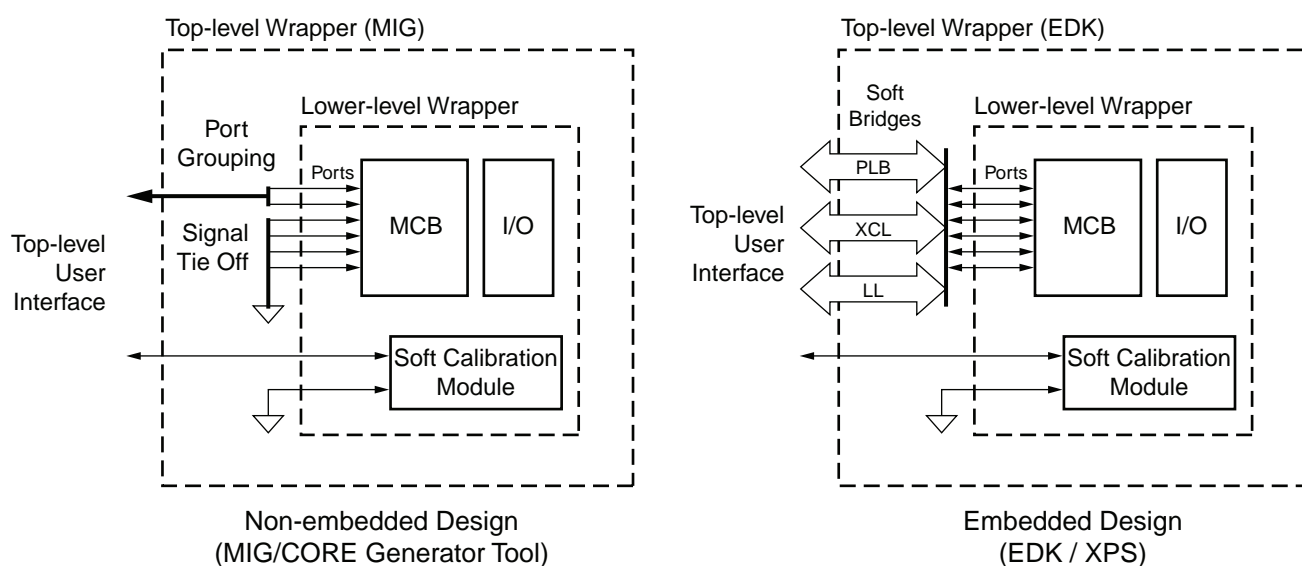 Top-level Wrapper (MIG)
Lower-level Wrapper
Port
Grouping
Ports
MCB
I/O
Signal
Tie Off
Top-level
User
Interface
Soft Calibration
Module
Non-embedded Design
(MIG/CORE Generator Tool)
Top-level Wrapper (EDK)
Soft
Bridges
Lower-level Wrapper
PLB
Ports
XCL
MCB
I/O
Top-level
User
Interface
LL
Soft Calibration
Module
Embedded Design
(EDK / XPS)